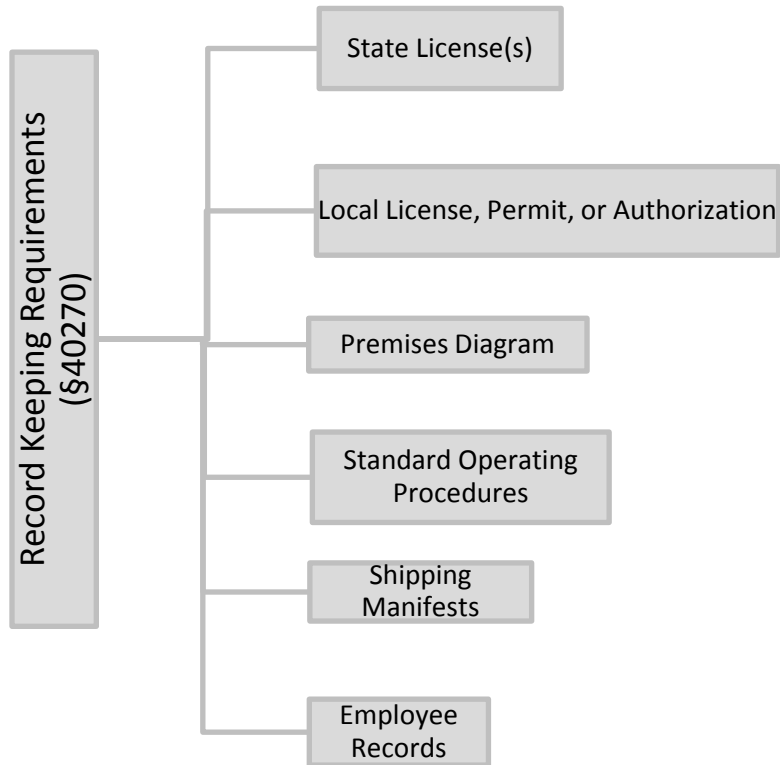 Record Keeping Requirements
(§40270)
State License(s)
Local License, Permit, or Authorization
Premises Diagram
Standard Operating
Procedures
Shipping
Manifests
Employee
Records